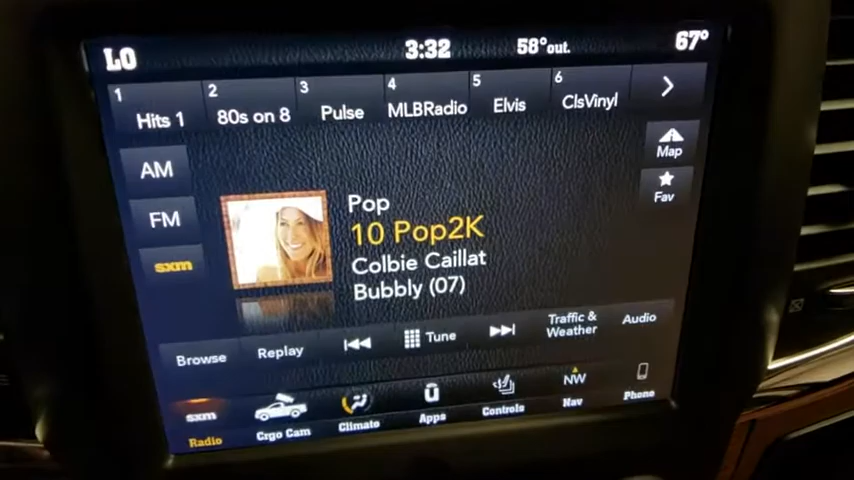 LO 3:32 58°out. 67°
1 Hits 1
2 80s on 8
3 Pulse
4 MLBRadio
5 Elvis
6 ClsVinyl
AM
FM
sxm
Map
Fav
Pop
10 Pop2K
Colbie Caillat
Bubbly (07)
Browse
Replay
Tune
Traffic &
Weather
Audio
sxm
Radio
Crgo Cam
Climate
Apps
Controls
NW
Nav
Phone